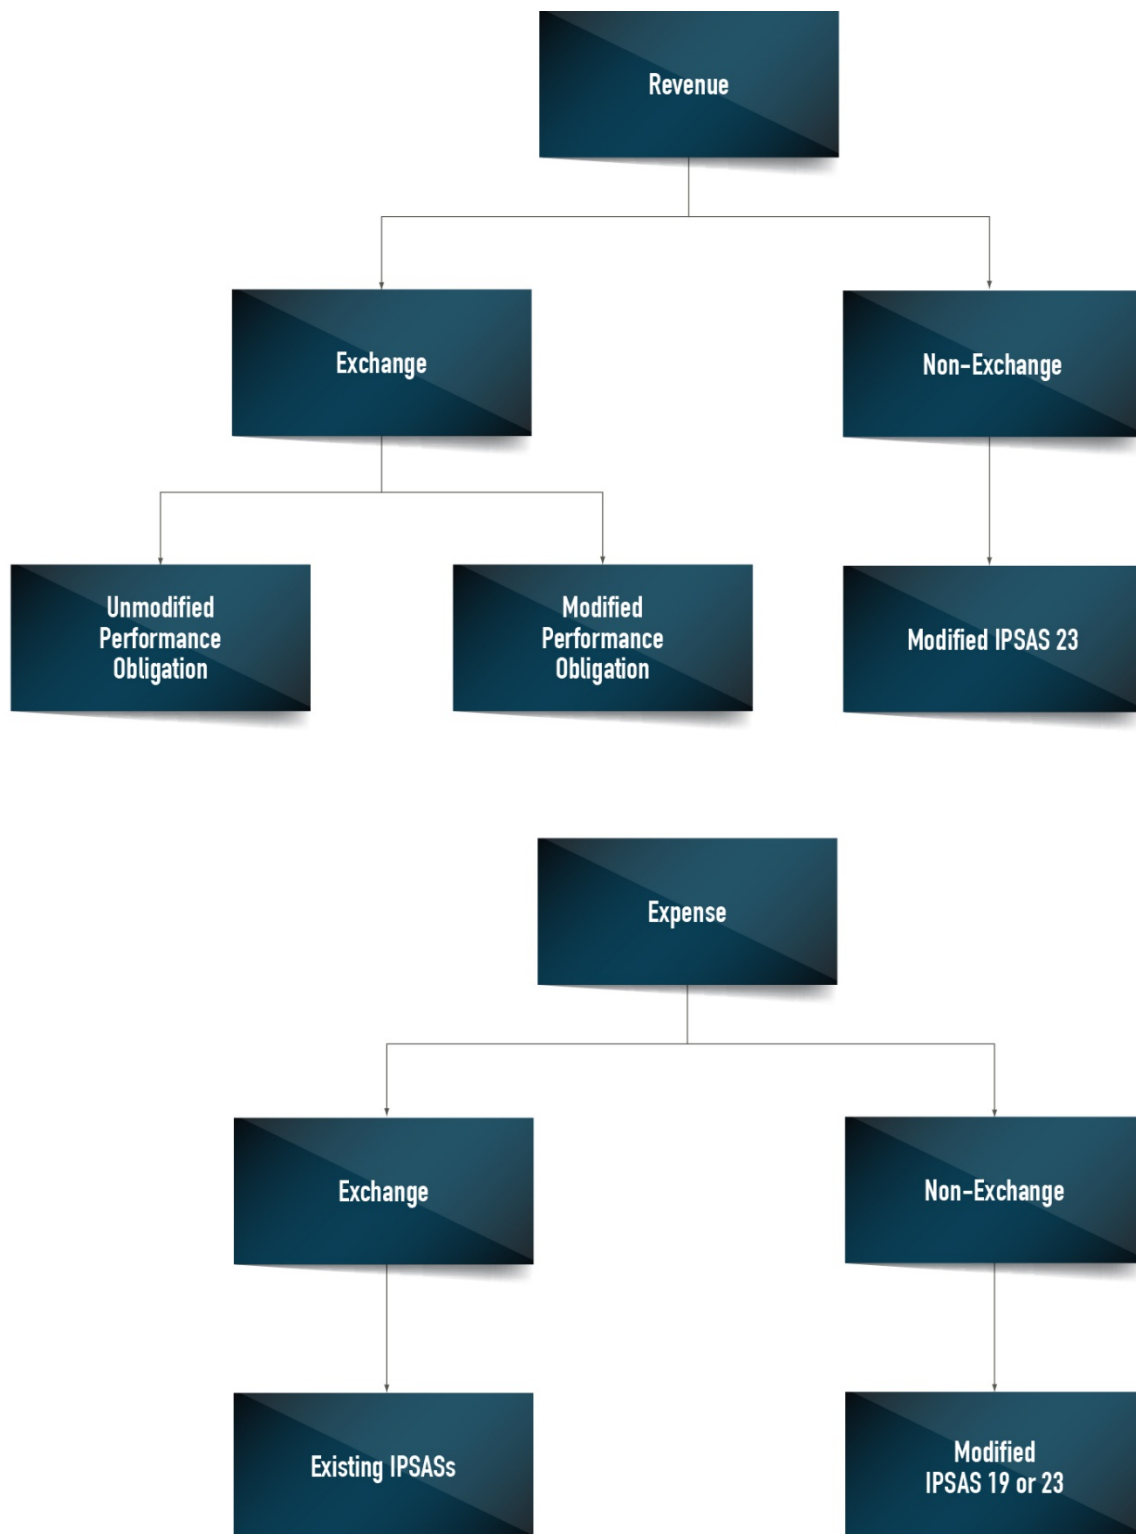 Revenue
Exchange
Non-Exchange
Unmodified
Performance
Obligation
Modified
Performance
Obligation
Modified IPSAS 23
Expense
Exchange
Non-Exchange
Existing IPSASs
Modified
IPSAS 19 or 23